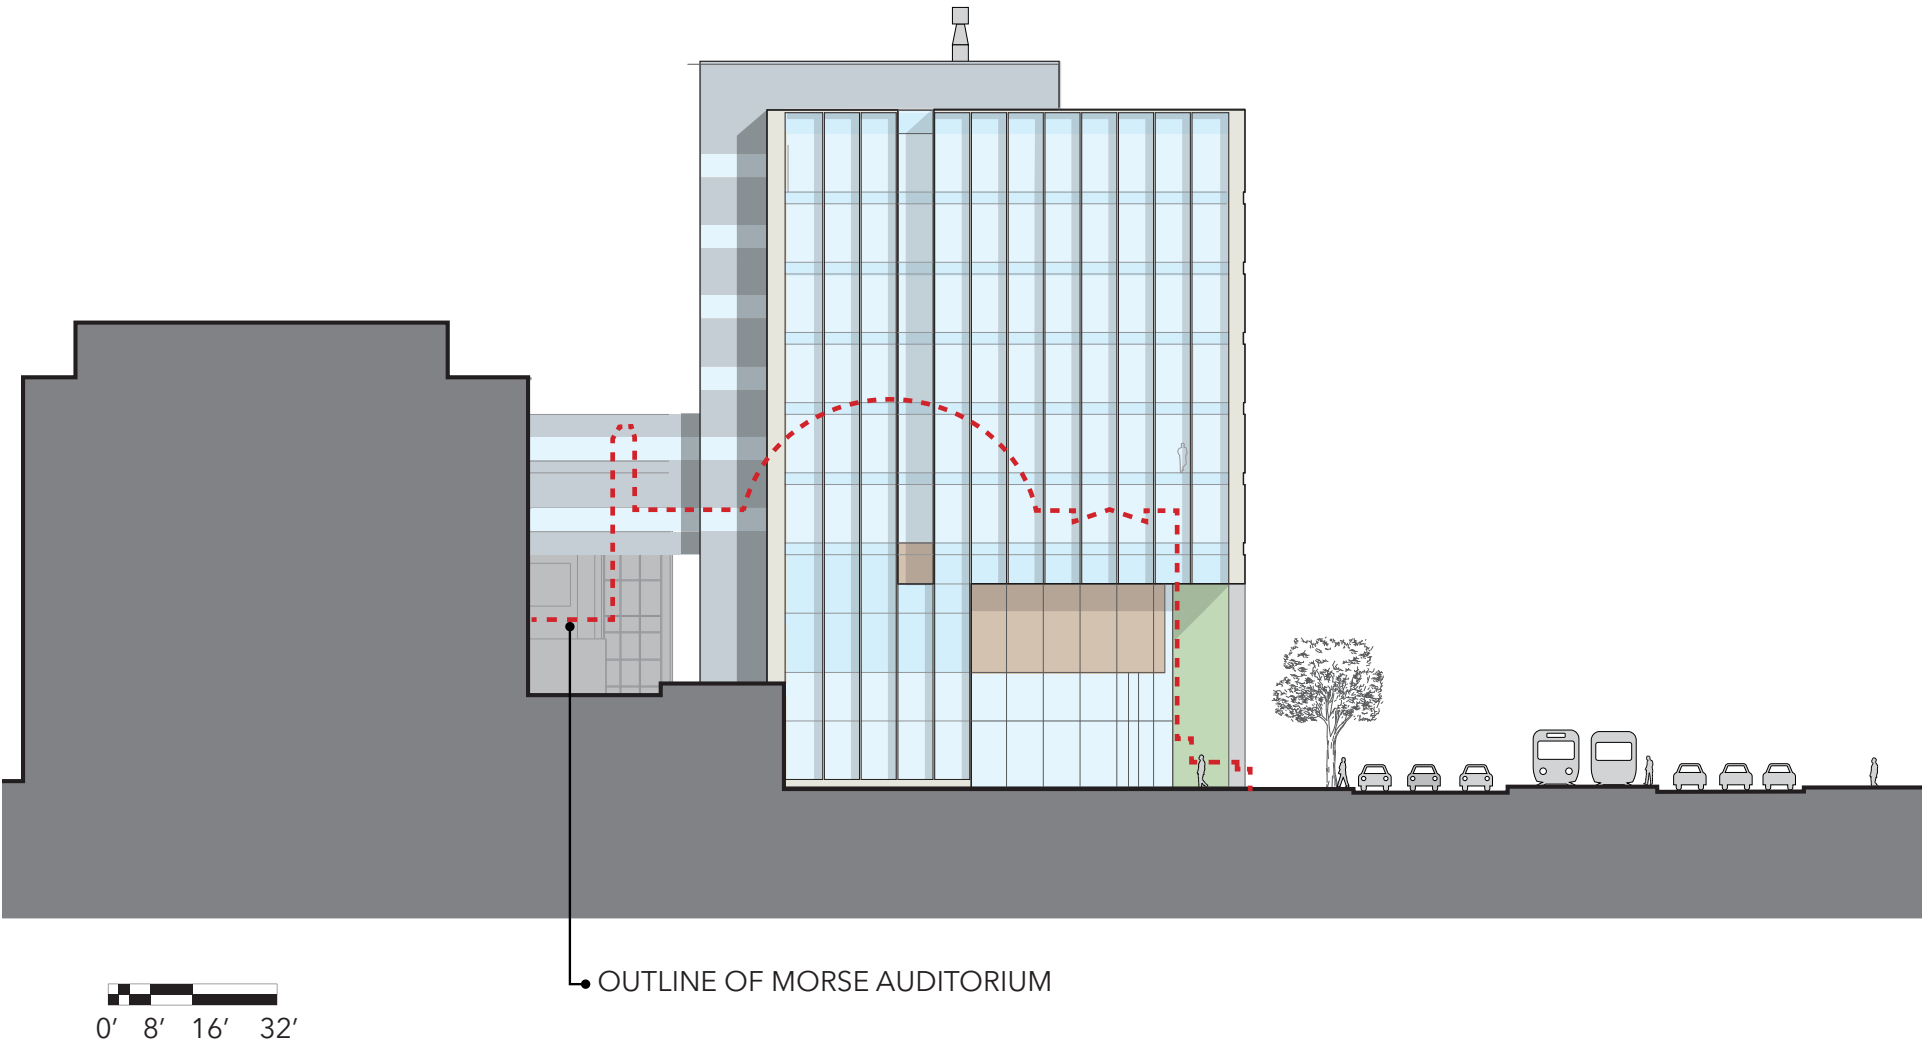 OUTLINE OF MORSE AUDITORIUM
0′ 8′ 16′ 32′